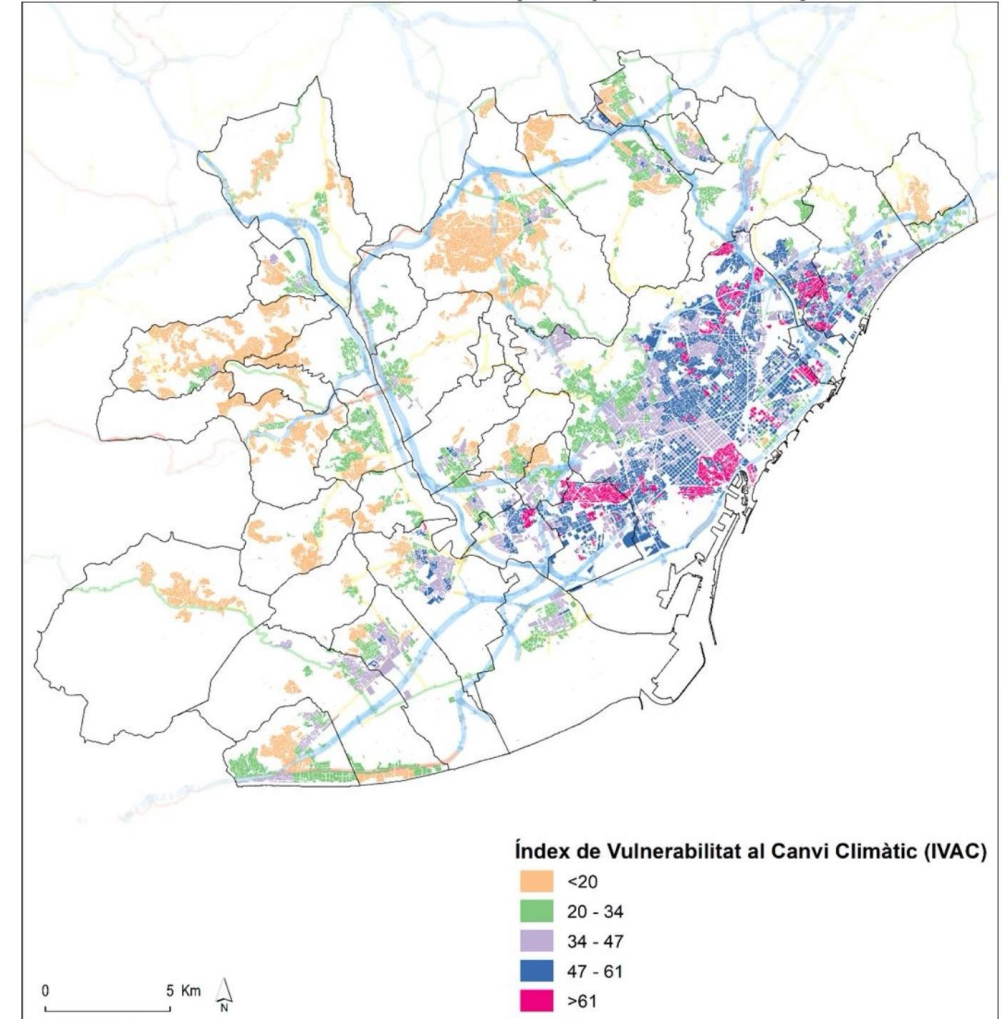 Índex de Vulnerabilitat al Canvi Climàtic (IVAC)
<20
20 - 34
34 - 47
47 - 61
>61
0 5 Km
N